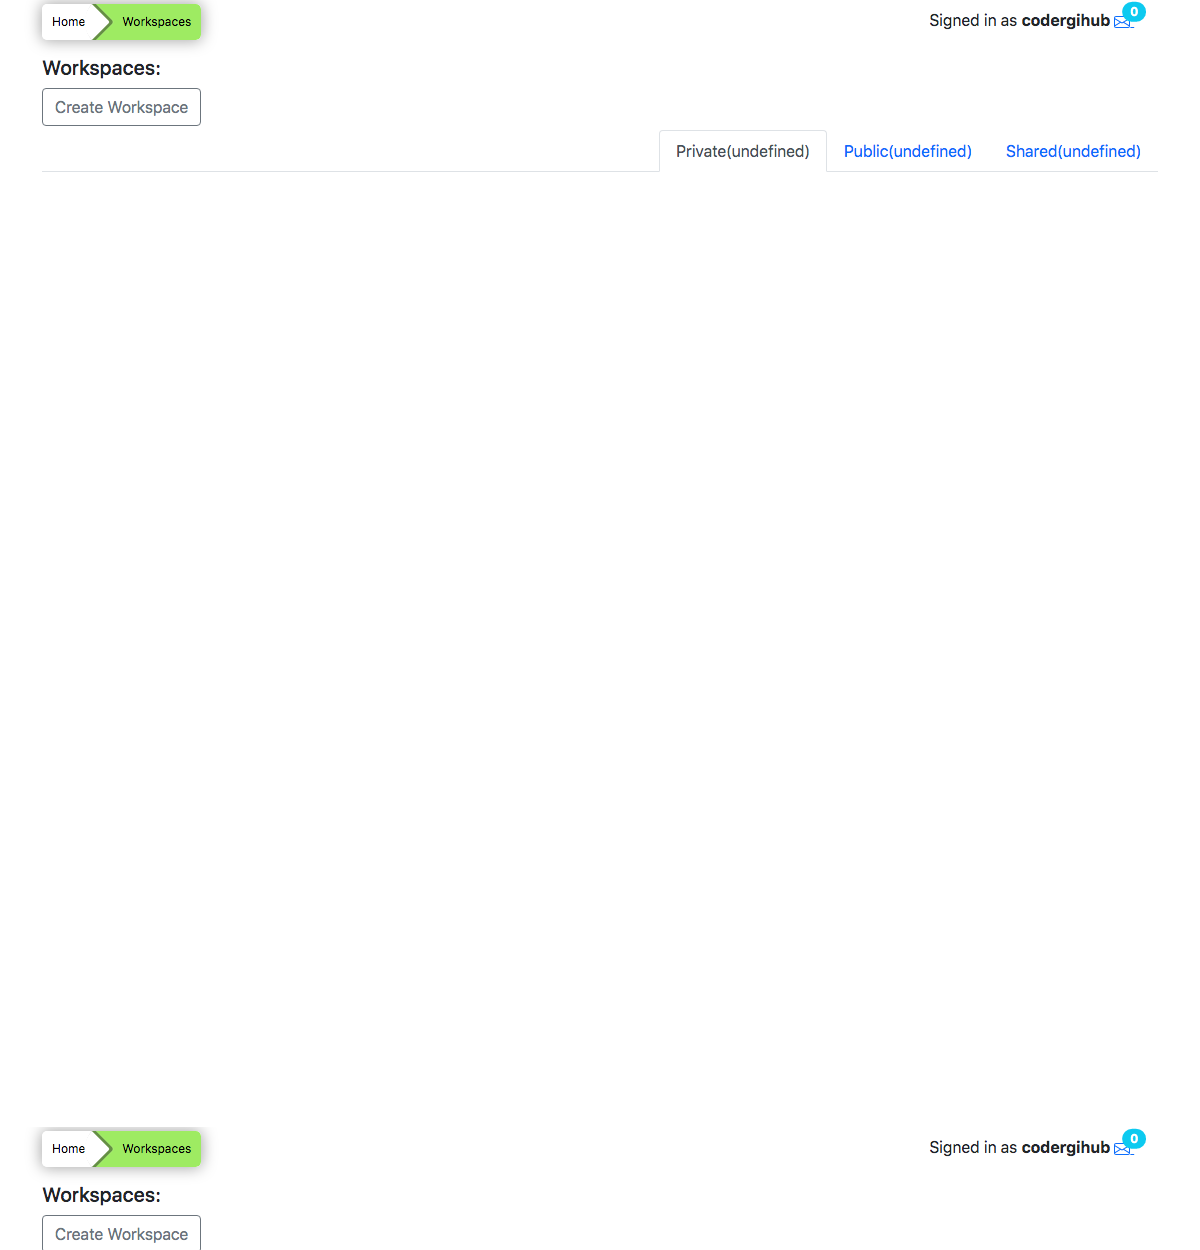 Home Workspaces Signed in as codergihub 0
Workspaces:
Create Workspace
Private(undefined) Public(undefined) Shared(undefined)
Home Workspaces Signed in as codergihub 0
Workspaces:
Create Workspace